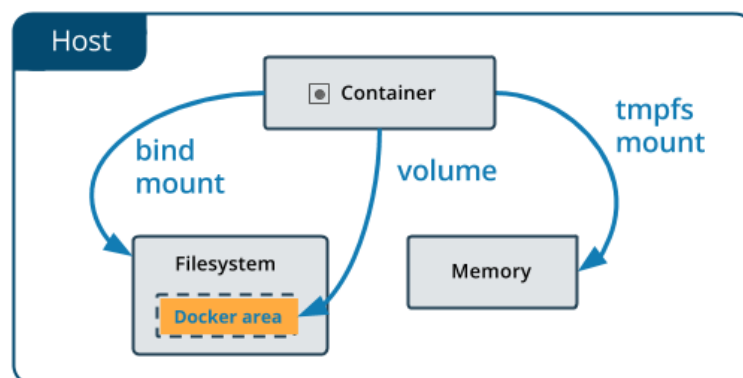 Host
Container
bind
mount
volume
tmpfs
mount
Filesystem
Docker area
Memory